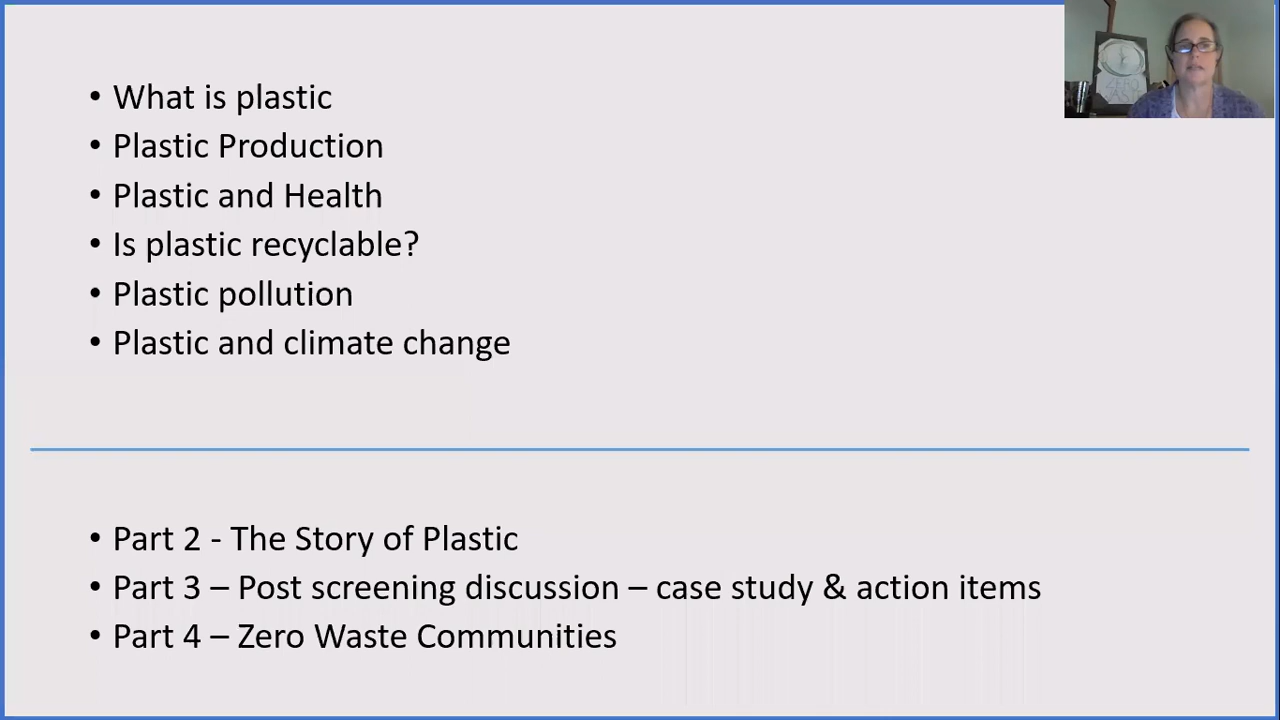 • What is plastic
• Plastic Production
• Plastic and Health
• Is plastic recyclable?
• Plastic pollution
• Plastic and climate change
• Part 2 - The Story of Plastic
• Part 3 – Post screening discussion – case study & action items
• Part 4 – Zero Waste Communities